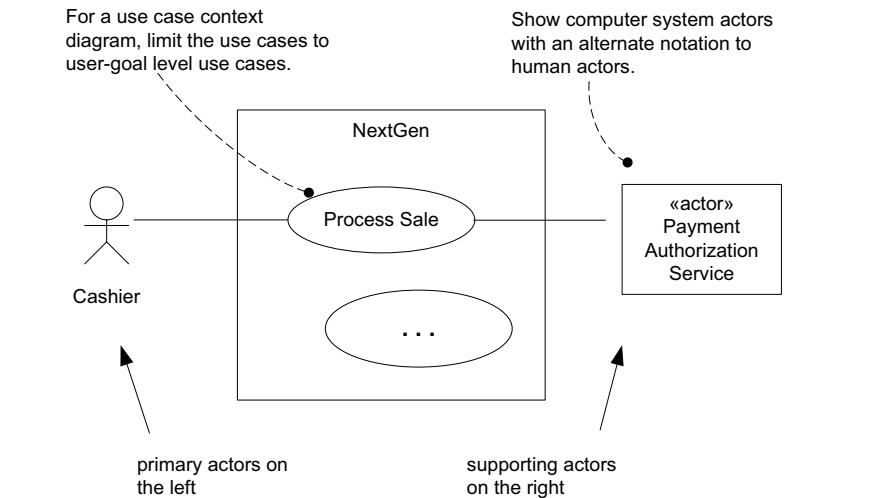 For a use case context
diagram, limit the use cases to
user-goal level use cases.
Show computer system actors
with an alternate notation to
human actors.
NextGen
Process Sale
«actor»
Payment
Authorization
Service
Cashier
. . .
primary actors on
the left
supporting actors
on the right